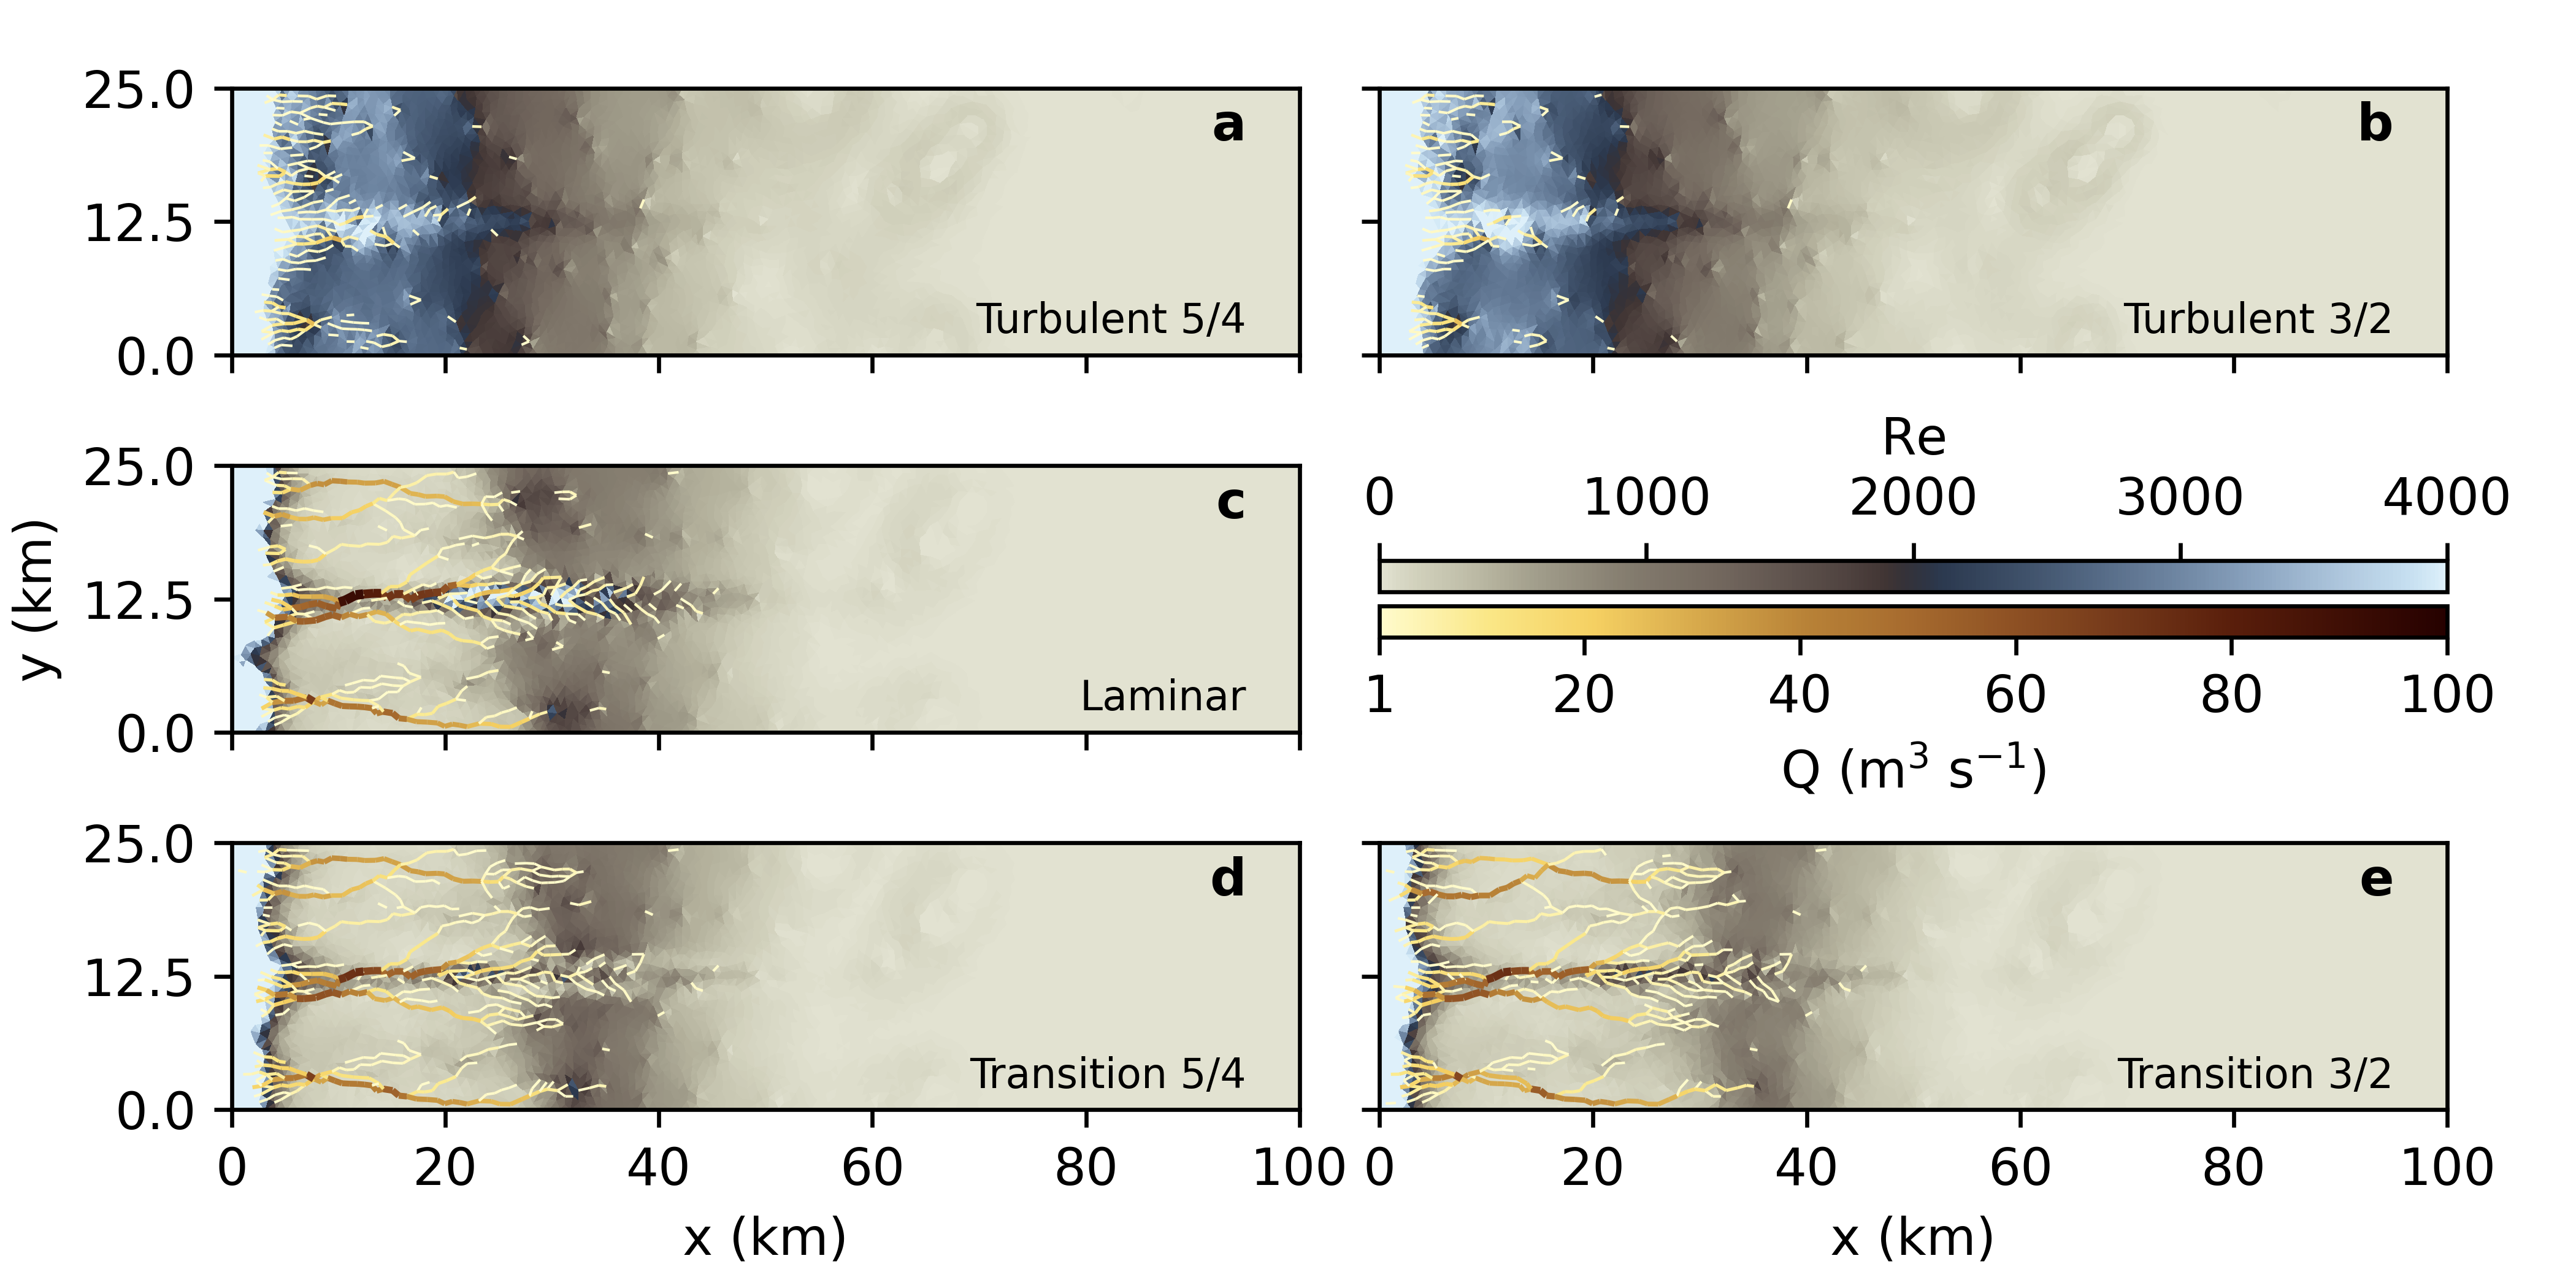 25.0
12.5
0.0
a
Turbulent 5/4
b
Turbulent 3/2
25.0
12.5
0.0
y (km)
c
Laminar
Re
0 1000 2000 3000 4000
1 20 40 60 80 100
Q (m³ s⁻¹)
25.0
12.5
0.0
d
Transition 5/4
e
Transition 3/2
0 20 40 60 80 100
0 20 40 60 80 100
x (km)
x (km)